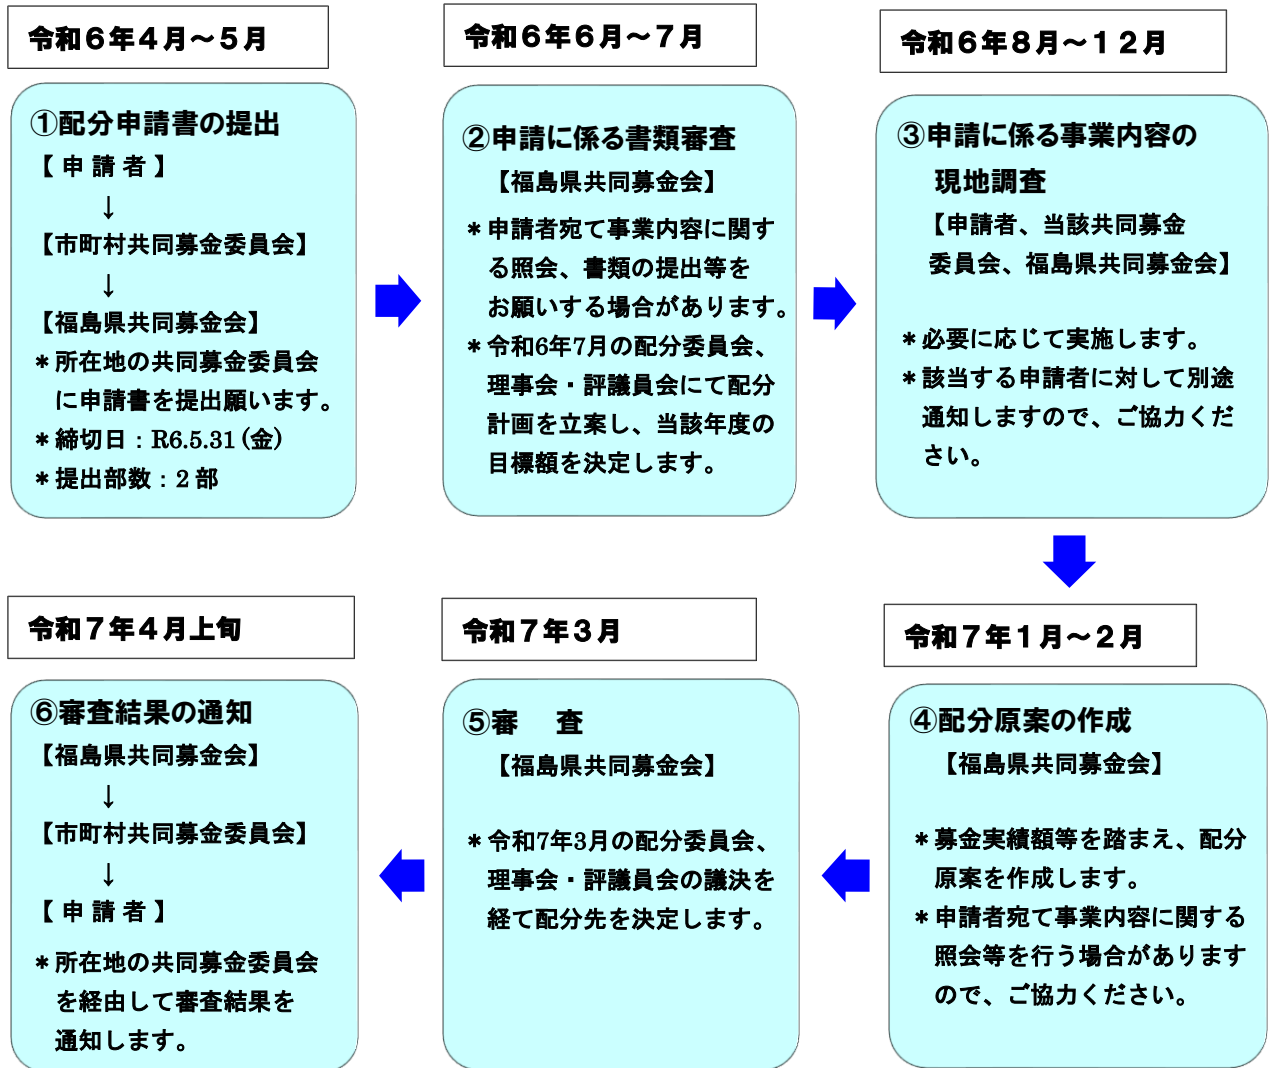 令和６年４月～５月
①配分申請書の提出
【 申 請 者 】
↓
【市町村共同募金委員会】
↓
【福島県共同募金会】
＊所在地の共同募金委員会
に申請書を提出願います。
＊締切日：R6.5.31(金)
＊提出部数：2 部
令和６年６月～７月
②申請に係る書類審査
【福島県共同募金会】
＊申請者宛て事業内容に関す
る照会、書類の提出等を
お願いする場合があります。
＊令和6年7月の配分委員会、
理事会・評議員会にて配分
計画を立案し、当該年度の
目標額を決定します。
令和６年８月～１２月
③申請に係る事業内容の
現地調査
【申請者、当該共同募金
委員会、福島県共同募金会】
＊必要に応じて実施します。
＊該当する申請者に対して別途
通知しますので、ご協力くだ
さい。
令和７年１月～２月
④配分原案の作成
【福島県共同募金会】
＊募金実績額等を踏まえ、配分
原案を作成します。
＊申請者宛て事業内容に関する
照会等を行う場合があります
ので、ご協力ください。
令和７年３月
⑤審　査
【福島県共同募金会】
＊令和7年3月の配分委員会、
理事会・評議員会の議決を
経て配分先を決定します。
令和７年４月上旬
⑥審査結果の通知
【福島県共同募金会】
↓
【市町村共同募金委員会】
↓
【 申 請 者 】
＊所在地の共同募金委員会
を経由して審査結果を
通知します。